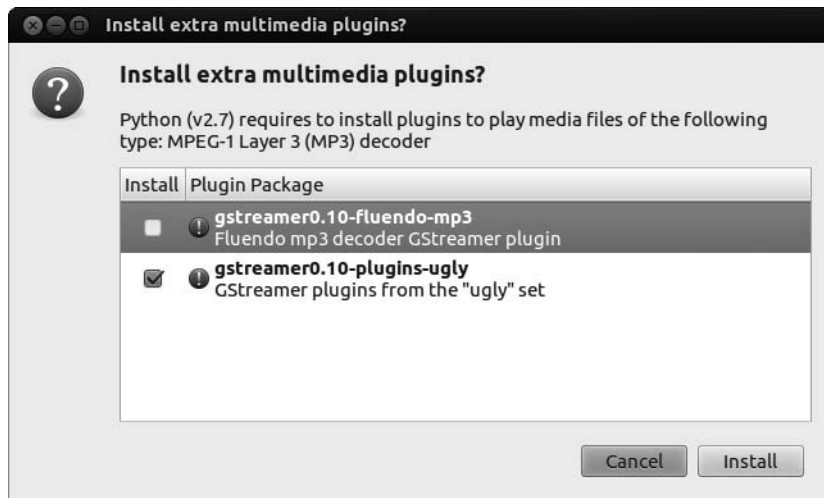 Install extra multimedia plugins?
Install extra multimedia plugins?
Python (v2.7) requires to install plugins to play media files of the following
type: MPEG-1 Layer 3 (MP3) decoder
Install Plugin Package
gstreamer0.10-fluendo-mp3
Fluendo mp3 decoder GStreamer plugin
gstreamer0.10-plugins-ugly
GStreamer plugins from the "ugly" set
Cancel Install